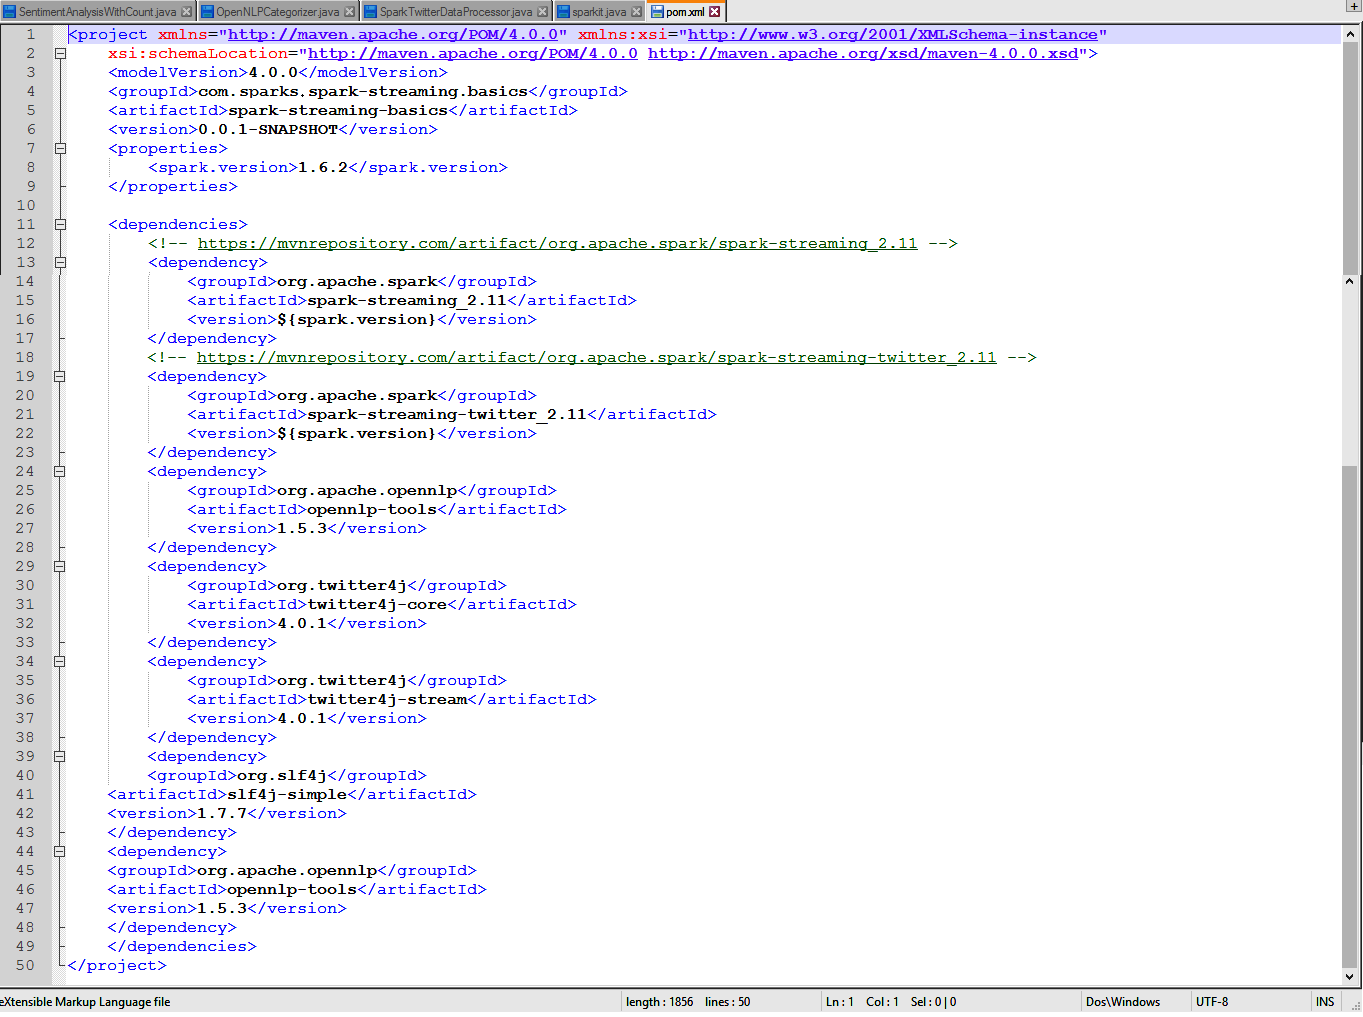 SentimentAnalysisWithCount.java OpenNLPCategorizer.java SparkTwitterDataProcessor.java sparkit.java pom.xml
1 <project xmlns="http://maven.apache.org/POM/4.0.0" xmlns:xsi="http://www.w3.org/2001/XMLSchema-instance"
2 xsi:schemaLocation="http://maven.apache.org/POM/4.0.0 http://maven.apache.org/xsd/maven-4.0.0.xsd">
3 <modelVersion>4.0.0</modelVersion>
4 <groupId>com.sparks.spark-streaming.basics</groupId>
5 <artifactId>spark-streaming-basics</artifactId>
6 <version>0.0.1-SNAPSHOT</version>
7 <properties>
8 <spark.version>1.6.2</spark.version>
9 </properties>
10
11 <dependencies>
12 <!-- https://mvnrepository.com/artifact/org.apache.spark/spark-streaming_2.11 -->
13 <dependency>
14 <groupId>org.apache.spark</groupId>
15 <artifactId>spark-streaming_2.11</artifactId>
16 <version>${spark.version}</version>
17 </dependency>
18 <!-- https://mvnrepository.com/artifact/org.apache.spark/spark-streaming-twitter_2.11 -->
19 <dependency>
20 <groupId>org.apache.spark</groupId>
21 <artifactId>spark-streaming-twitter_2.11</artifactId>
22 <version>${spark.version}</version>
23 </dependency>
24 <dependency>
25 <groupId>org.apache.opennlp</groupId>
26 <artifactId>opennlp-tools</artifactId>
27 <version>1.5.3</version>
28 </dependency>
29 <dependency>
30 <groupId>org.twitter4j</groupId>
31 <artifactId>twitter4j-core</artifactId>
32 <version>4.0.1</version>
33 </dependency>
34 <dependency>
35 <groupId>org.twitter4j</groupId>
36 <artifactId>twitter4j-stream</artifactId>
37 <version>4.0.1</version>
38 </dependency>
39 <dependency>
40 <groupId>org.slf4j</groupId>
41 <artifactId>slf4j-simple</artifactId>
42 <version>1.7.7</version>
43 </dependency>
44 <dependency>
45 <groupId>org.apache.opennlp</groupId>
46 <artifactId>opennlp-tools</artifactId>
47 <version>1.5.3</version>
48 </dependency>
49 </dependencies>
50 </project>
eXtensible Markup Language file length : 1856 lines : 50 Ln : 1 Col : 1 Sel : 0 | 0 Dos\Windows UTF-8 INS